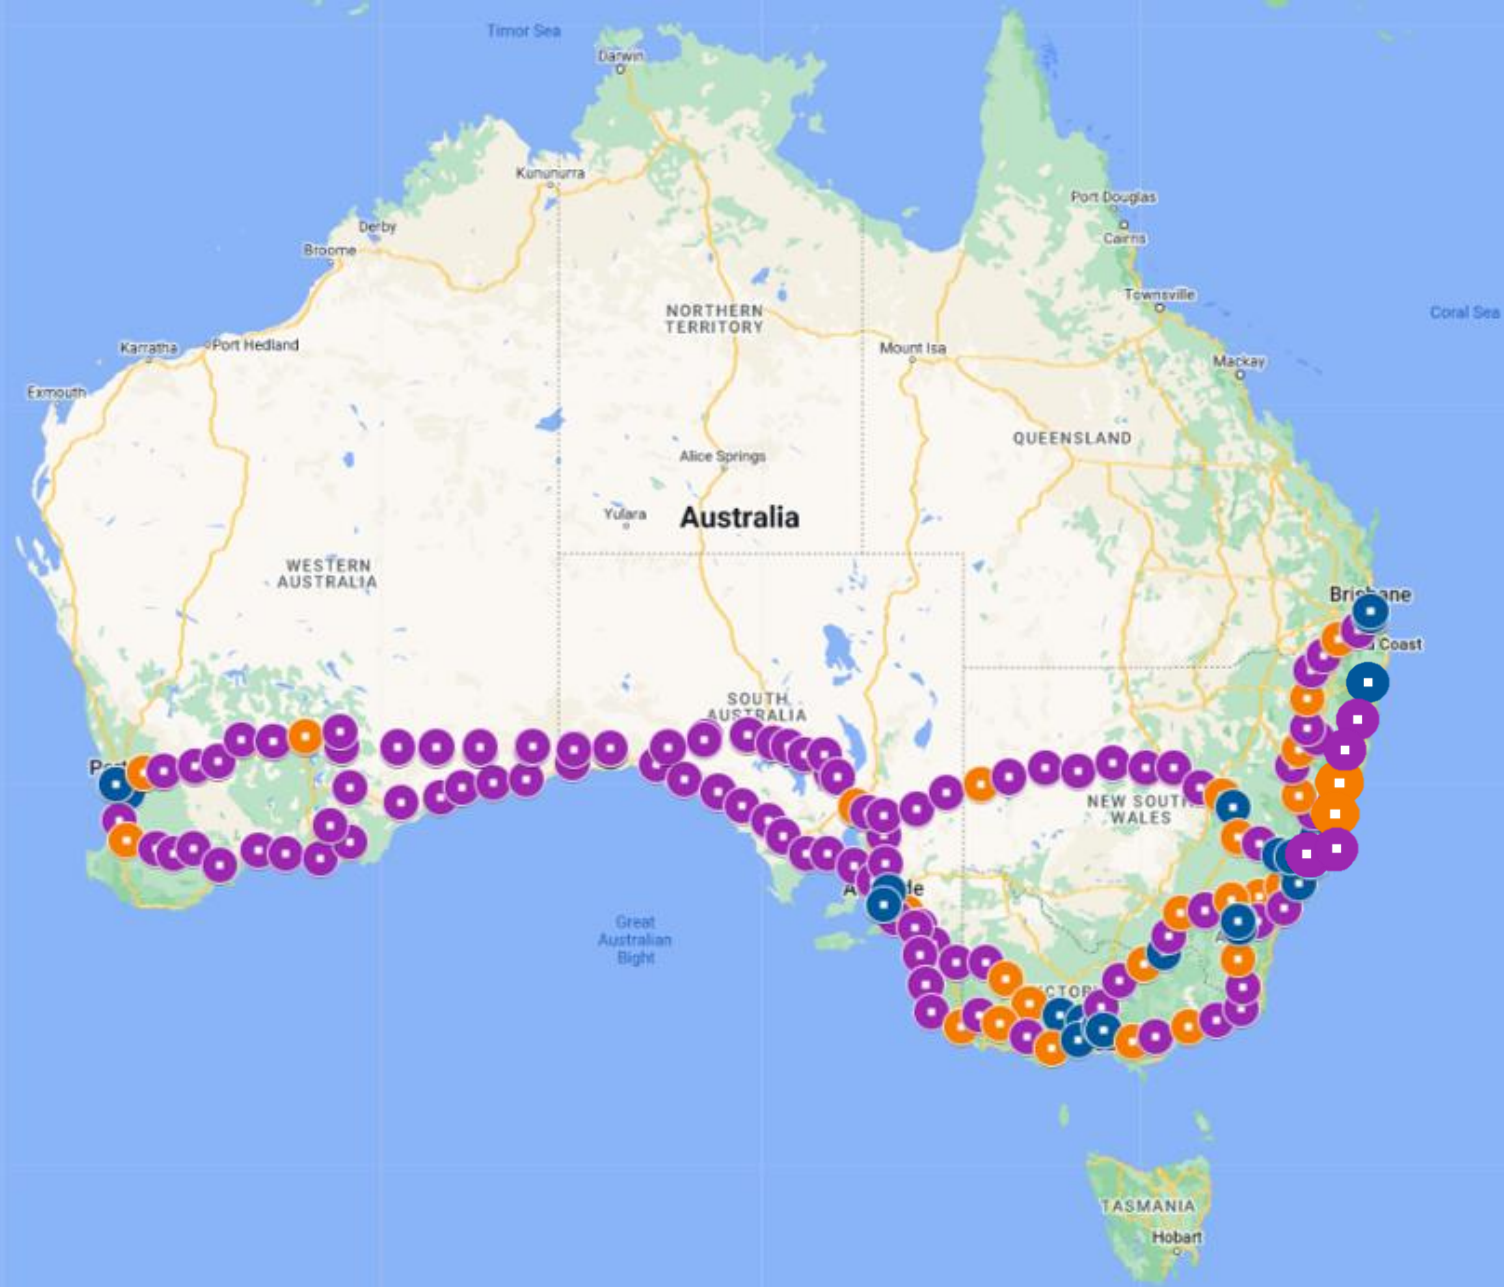 Timor Sea
Darwin
Kununurra
Port Douglas
Derby
Cairns
Broome
Townsville
NORTHERN
TERRITORY
Coral Sea
Karratha
Port Hedland
Mount Isa
Mackay
Exmouth
QUEENSLAND
Alice Springs
Yulara
Australia
WESTERN
AUSTRALIA
Brisbane
Coast
SOUTH
AUSTRALIA
NEW SOUTH
WALES
Great
Australian
Bight
TASMANIA
Hobart